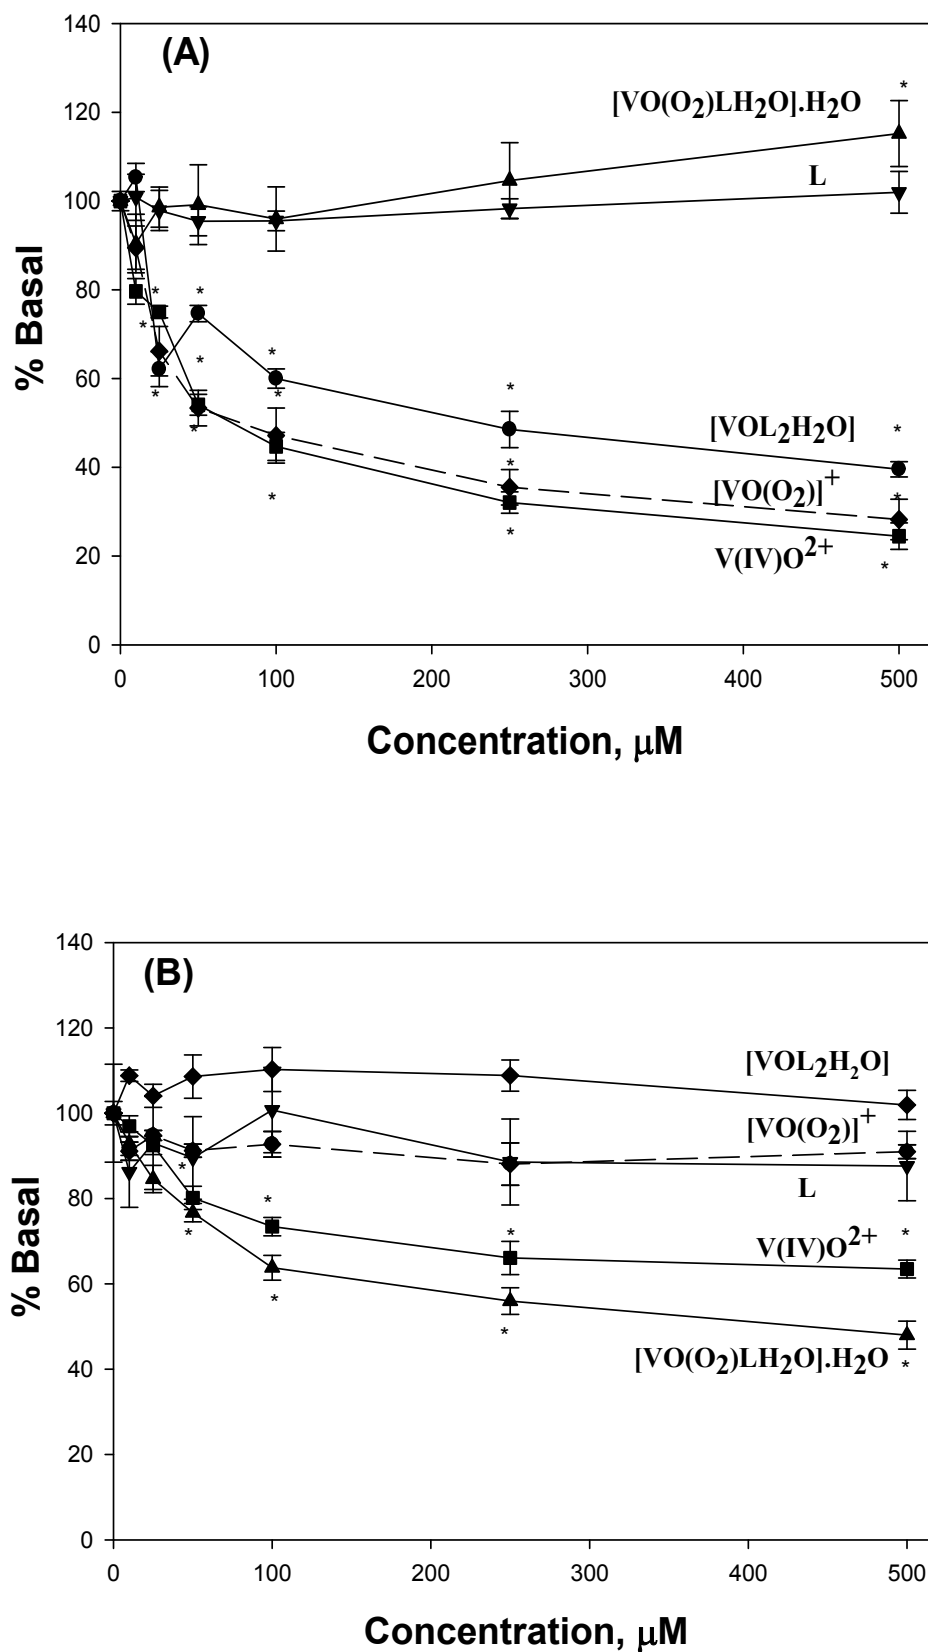 140
(A)
120
[VO(O2)LH2O].H2O
L
100
80
60
[VOL2H2O]
[VO(O2)]+
40
V(IV)O2+
20
0
% Basal
0 100 200 300 400 500
Concentration, μM
140
(B)
120
[VOL2H2O]
[VO(O2)]+
100
L
80
V(IV)O2+
60
[VO(O2)LH2O].H2O
40
20
0
% Basal
0 100 200 300 400 500
Concentration, μM